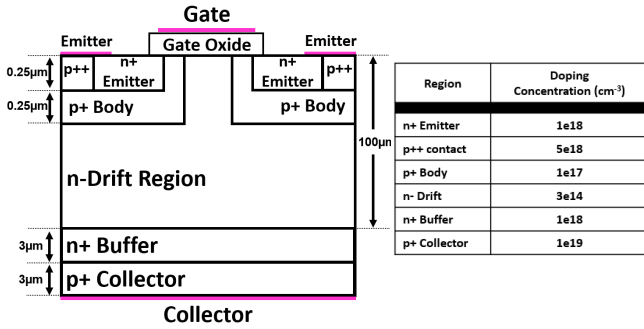 Gate
Emitter
Gate Oxide
Emitter
0.25µm
p++
n+
Emitter
n+
Emitter
p++
0.25µm
p+ Body
p+ Body
100µm
n-Drift Region
3µm
n+ Buffer
3µm
p+ Collector
Collector
Region
Doping
Concentration (cm-3)
n+ Emitter
1e18
p++ contact
5e18
p+ Body
1e17
n- Drift
3e14
n+ Buffer
1e18
p+ Collector
1e19